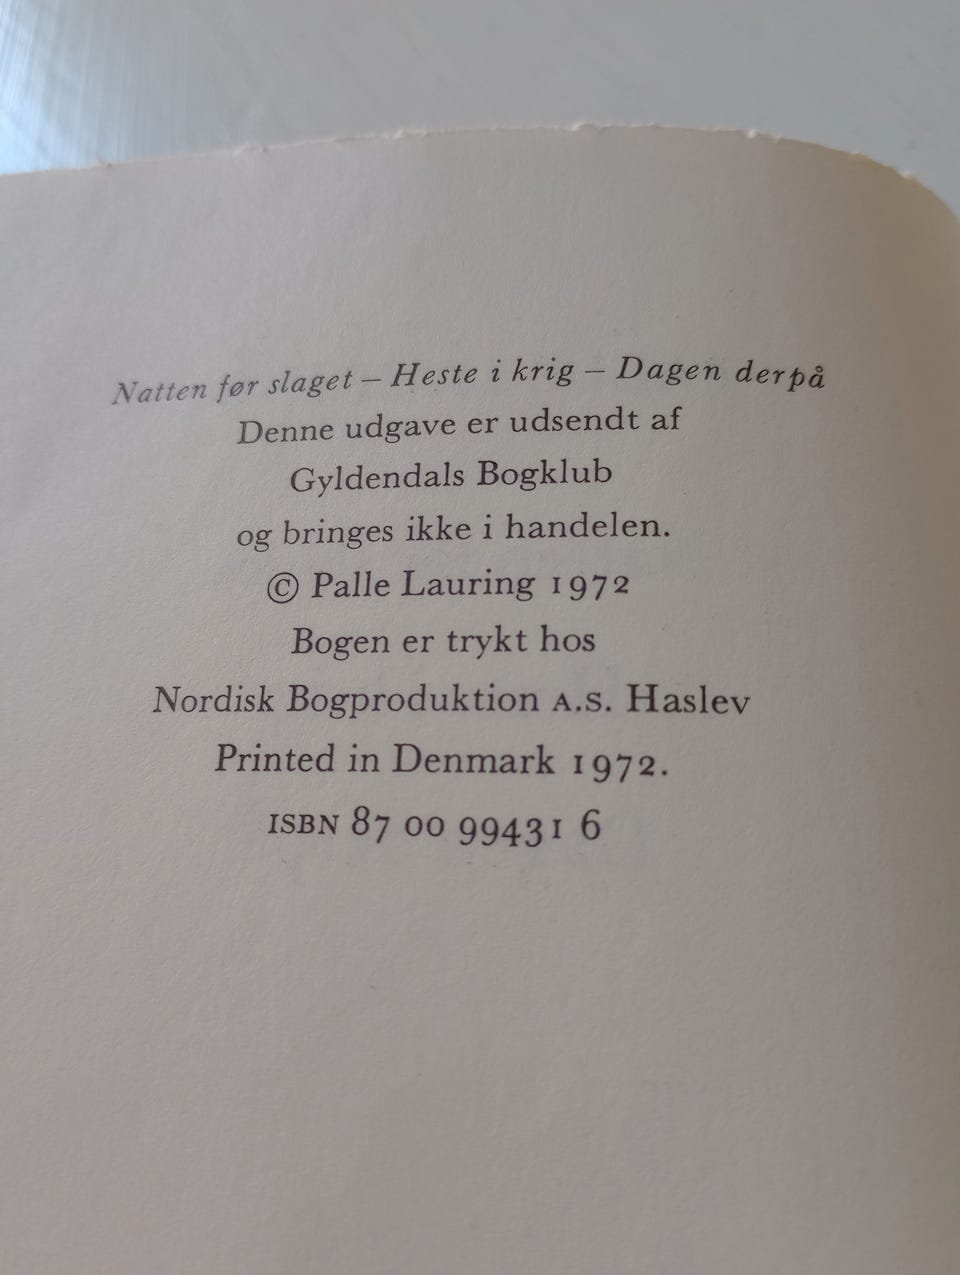 Natten før slaget – Heste i krig – Dagen derpå
Denne udgave er udsendt af
Gyldendals Bogklub
og bringes ikke i handelen.
© Palle Lauring 1972
Bogen er trykt hos
Nordisk Bogproduktion A.S. Haslev
Printed in Denmark 1972.
ISBN 87 00 99431 6